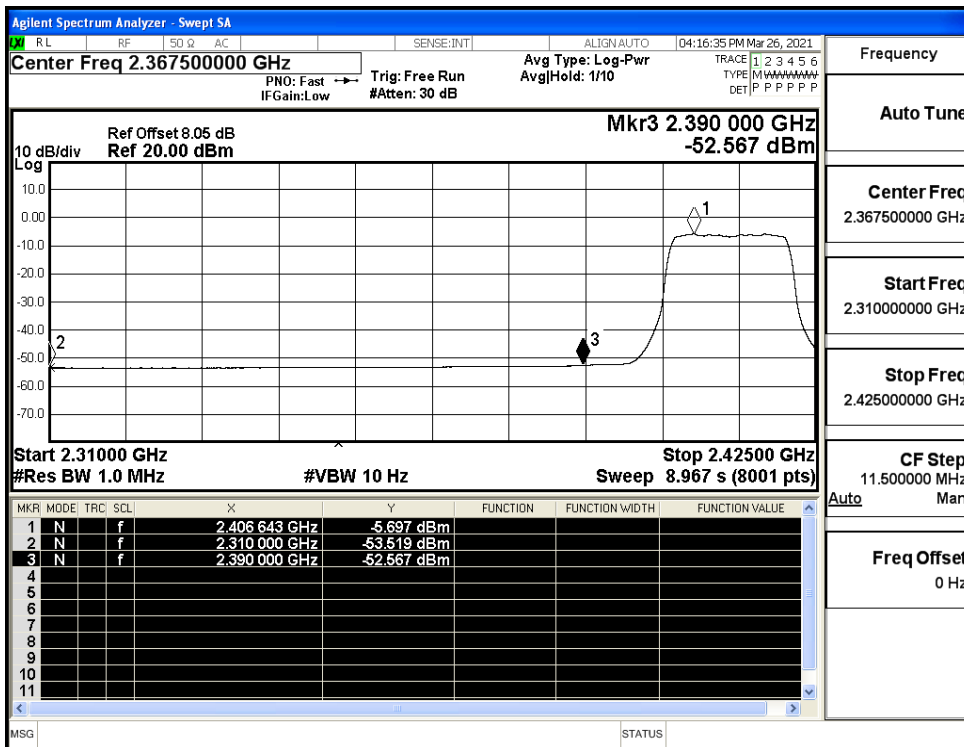 Agilent Spectrum Analyzer - Swept SA
LXI RL RF 50 Ω AC SENSE:INT ALIGNAUTO 04:16:35 PM Mar 26, 2021
Center Freq 2.367500000 GHz
PNO: Fast
IFGain:Low
Trig: Free Run
#Atten: 30 dB
Avg Type: Log-Pwr
Avg|Hold: 1/10
TRACE 1 2 3 4 5 6
TYPE MWWWWW
DET P P P P P P
Ref Offset 8.05 dB
10 dB/div Ref 20.00 dBm
Log
Mkr3 2.390 000 GHz
-52.567 dBm
10.0
0.00
-10.0
-20.0
-30.0
-40.0
-50.0
-60.0
-70.0
1
2
3
Start 2.31000 GHz Stop 2.42500 GHz
#Res BW 1.0 MHz #VBW 10 Hz Sweep 8.967 s (8001 pts)
MKR MODE TRC SCL X Y FUNCTION FUNCTION WIDTH FUNCTION VALUE
1 N f 2.406 643 GHz -5.697 dBm
2 N f 2.310 000 GHz -53.519 dBm
3 N f 2.390 000 GHz -52.567 dBm
4
5
6
7
8
9
10
11
MSG STATUS
Frequency
Auto Tune
Center Freq
2.367500000 GHz
Start Freq
2.310000000 GHz
Stop Freq
2.425000000 GHz
CF Step
11.500000 MHz
Auto Man
Freq Offset
0 Hz